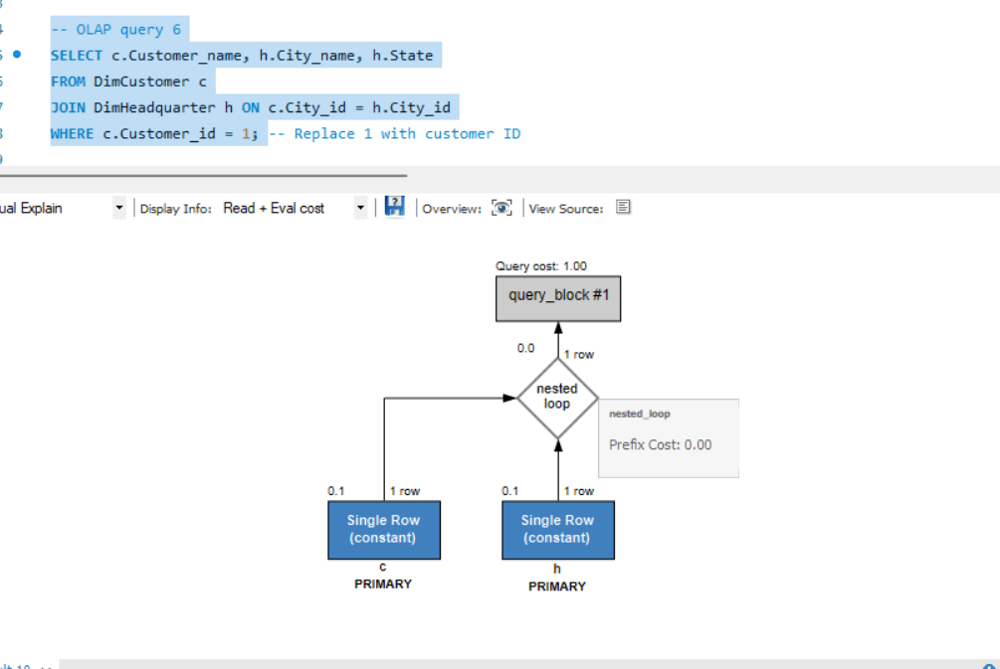 -- OLAP query 6
SELECT c.Customer_name, h.City_name, h.State
FROM DimCustomer c
JOIN DimHeadquarter h ON c.City_id = h.City_id
WHERE c.Customer_id = 1; -- Replace 1 with customer ID
Explain Display Info: Read + Eval cost Overview: View Source:
Query cost: 1.00
query_block #1
0.0 1 row
nested
loop
nested_loop
Prefix Cost: 0.00
0.1 1 row 0.1 1 row
Single Row Single Row
(constant) (constant)
c h
PRIMARY PRIMARY